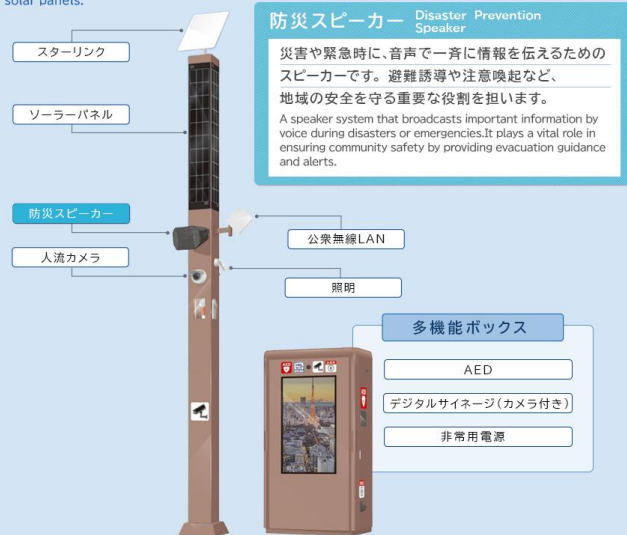 solar panels.
防災スピーカー Disaster Prevention Speaker
災害や緊急時に、音声で一斉に情報を伝えるための
スピーカーです。避難誘導や注意喚起など、
地域の安全を守る重要な役割を担います。
A speaker system that broadcasts important information by
voice during disasters or emergencies.It plays a vital role in
ensuring community safety by providing evacuation guidance
and alerts.
スターリンク
ソーラーパネル
防災スピーカー
人流カメラ
公衆無線LAN
照明
多機能ボックス
AED
デジタルサイネージ(カメラ付き)
非常用電源
AED